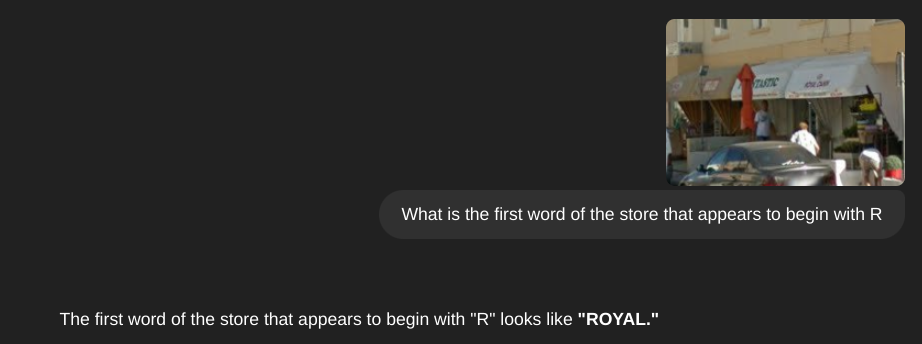 What is the first word of the store that appears to begin with R
The first word of the store that appears to begin with "R" looks like "ROYAL."